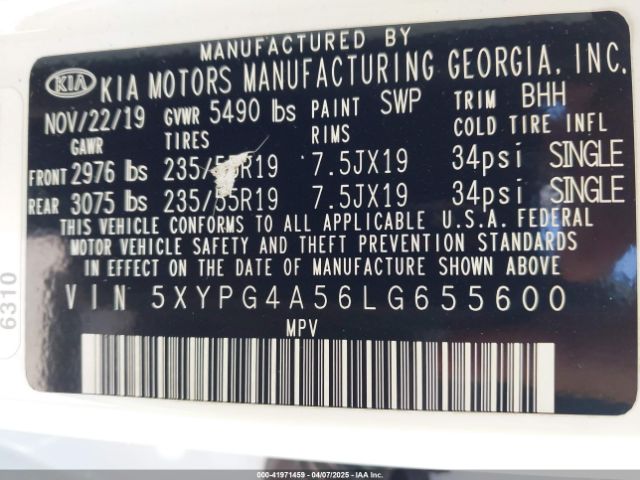 MANUFACTURED BY
KIA KIA MOTORS MANUFACTURING GEORGIA, INC.
NOV/22/19 GVWR 5490 lbs PAINT SWP TRIM BHH
GAWR TIRES RIMS COLD TIRE INFL
FRONT 2976 lbs 235/55R19 7.5JX19 34psi SINGLE
REAR 3075 lbs 235/55R19 7.5JX19 34psi SINGLE
THIS VEHICLE CONFORMS TO ALL APPLICABLE U.S.A. FEDERAL
MOTOR VEHICLE SAFETY AND THEFT PREVENTION STANDARDS
IN EFFECT ON THE DATE OF MANUFACTURE SHOWN ABOVE
VIN 5XYPG4A56LG655600
MPV
6310
000-41971459 - 04/07/2025 - IAA Inc.